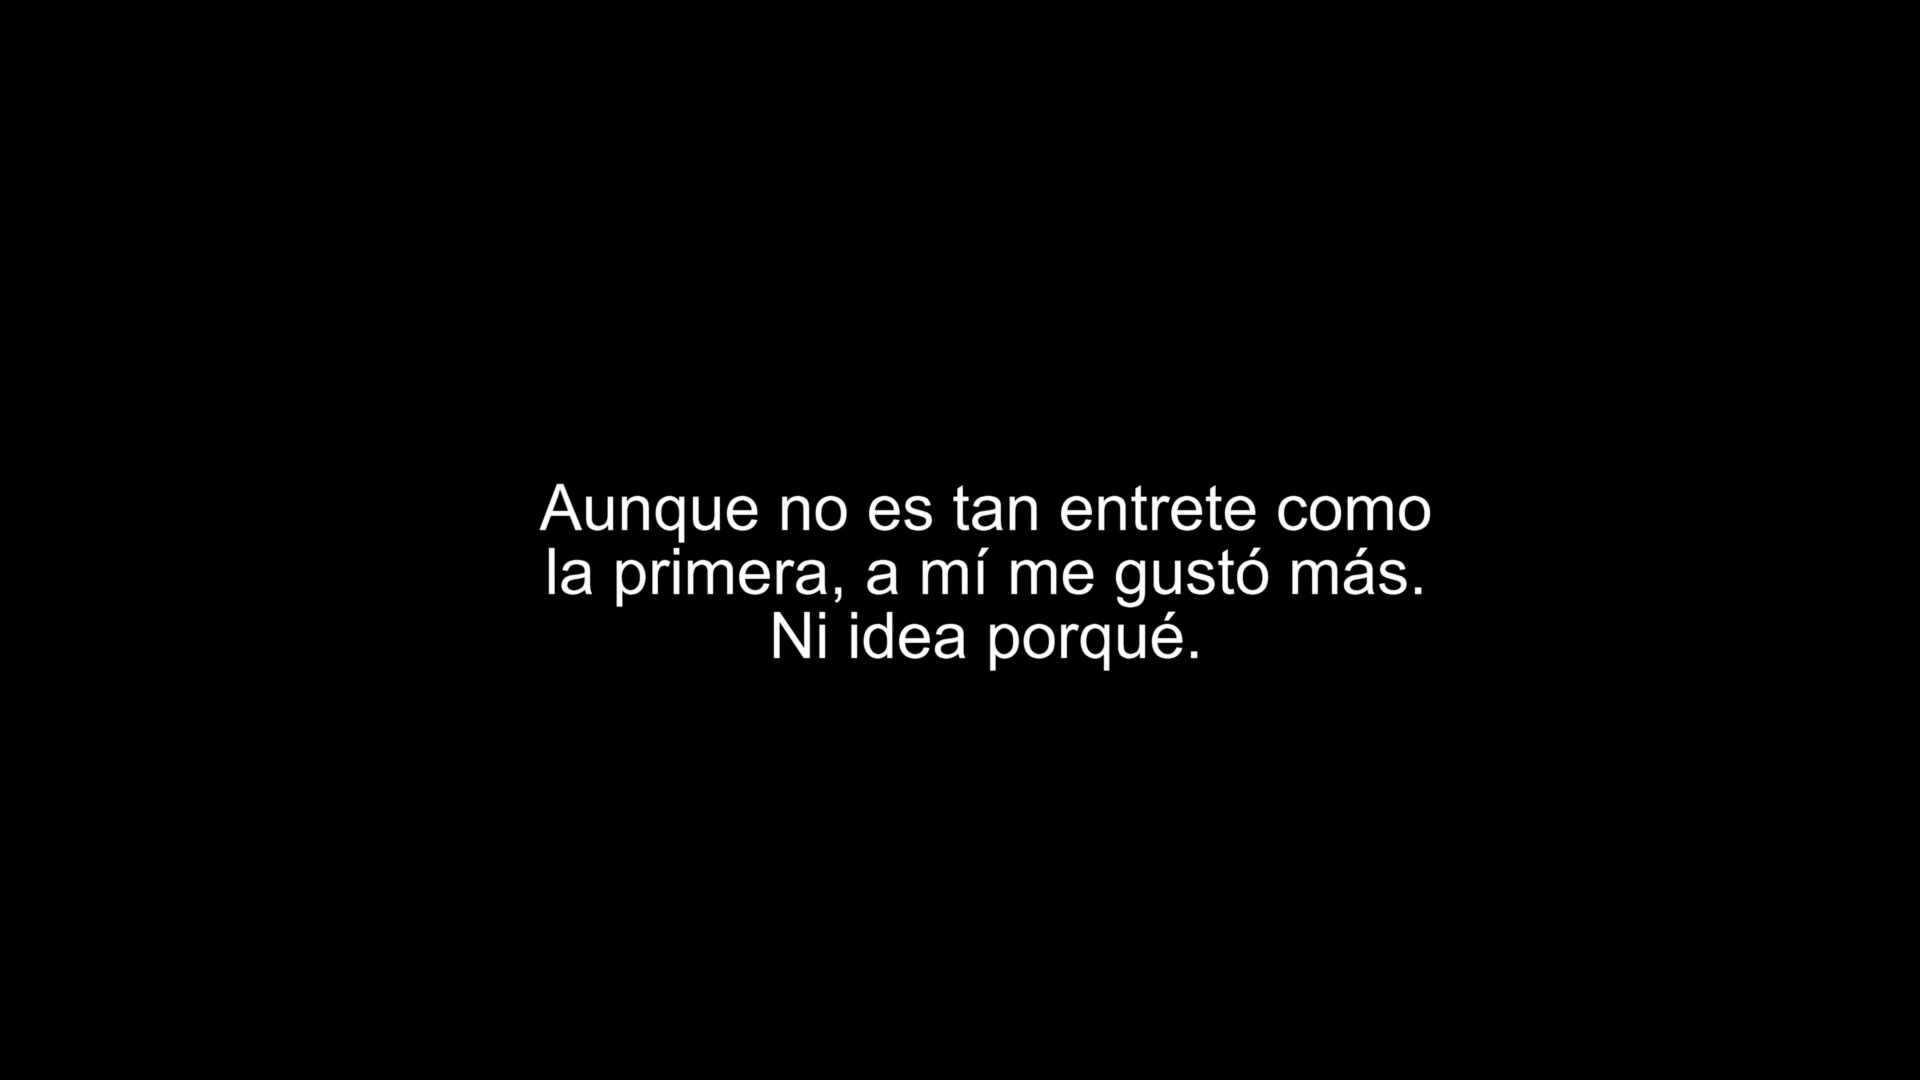 Aunque no es tan entrete como
la primera, a mí me gustó más.
Ni idea porqué.